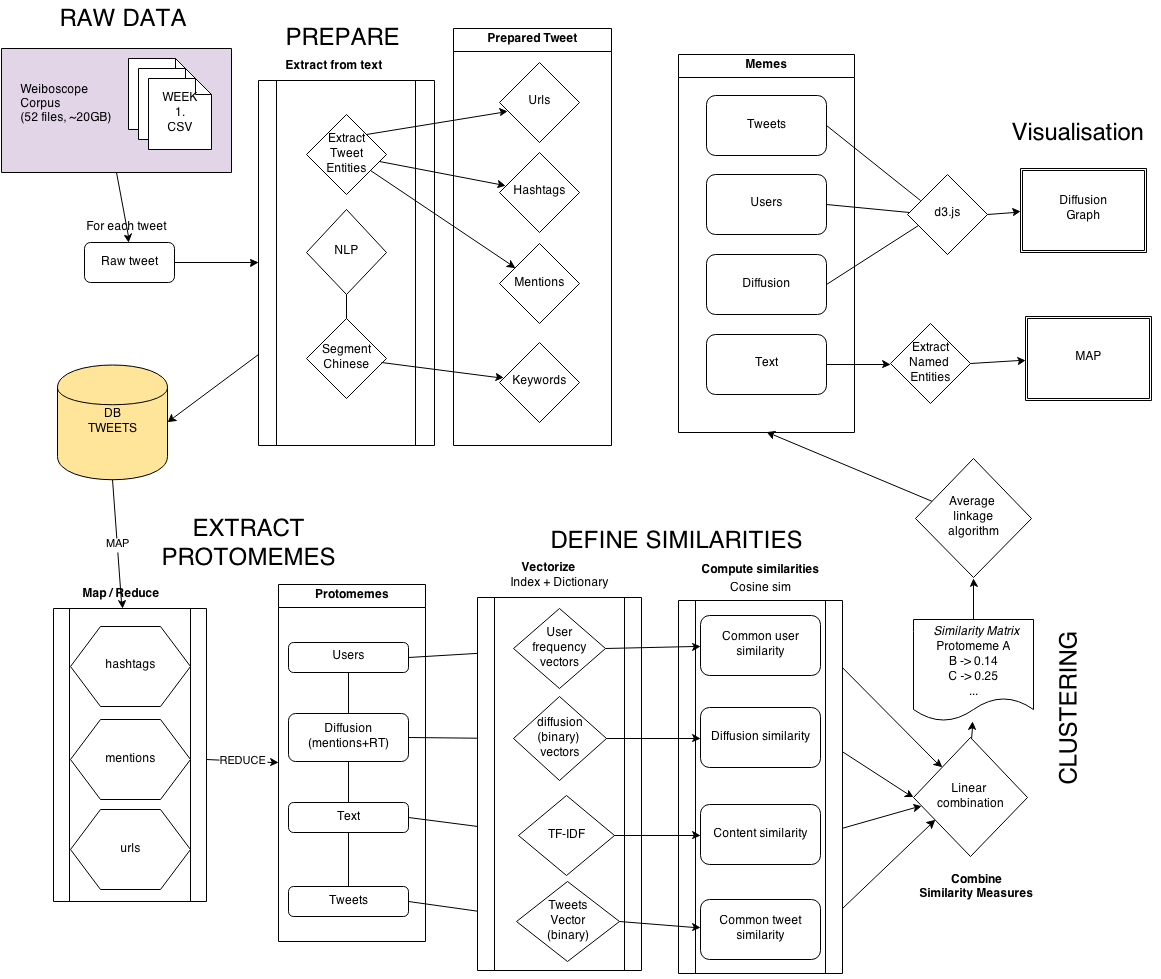 RAW DATA
Weiboscope
Corpus
(52 files, ~20GB)
WEEK
1.
CSV
For each tweet
Raw tweet
PREPARE
Extract from text
Extract
Tweet
Entities
NLP
Segment
Chinese
Prepared Tweet
Urls
Hashtags
Mentions
Keywords
DB
TWEETS
MAP
EXTRACT
PROTOMEMES
Map / Reduce
hashtags
mentions
urls
REDUCE
Protomemes
Users
Diffusion
(mentions+RT)
Text
Tweets
DEFINE SIMILARITIES
Vectorize
Index + Dictionary
User
frequency
vectors
diffusion
(binary)
vectors
TF-IDF
Tweets
Vector
(binary)
Compute similarities
Cosine sim
Common user
similarity
Diffusion similarity
Content similarity
Common tweet
similarity
Linear
combination
Combine
Similarity Measures
CLUSTERING
Similarity Matrix
Protomeme A
B -> 0.14
C -> 0.25
...
Average
linkage
algorithm
Memes
Tweets
Users
Diffusion
Text
d3.js
Extract
Named
Entities
Visualisation
Diffusion
Graph
MAP